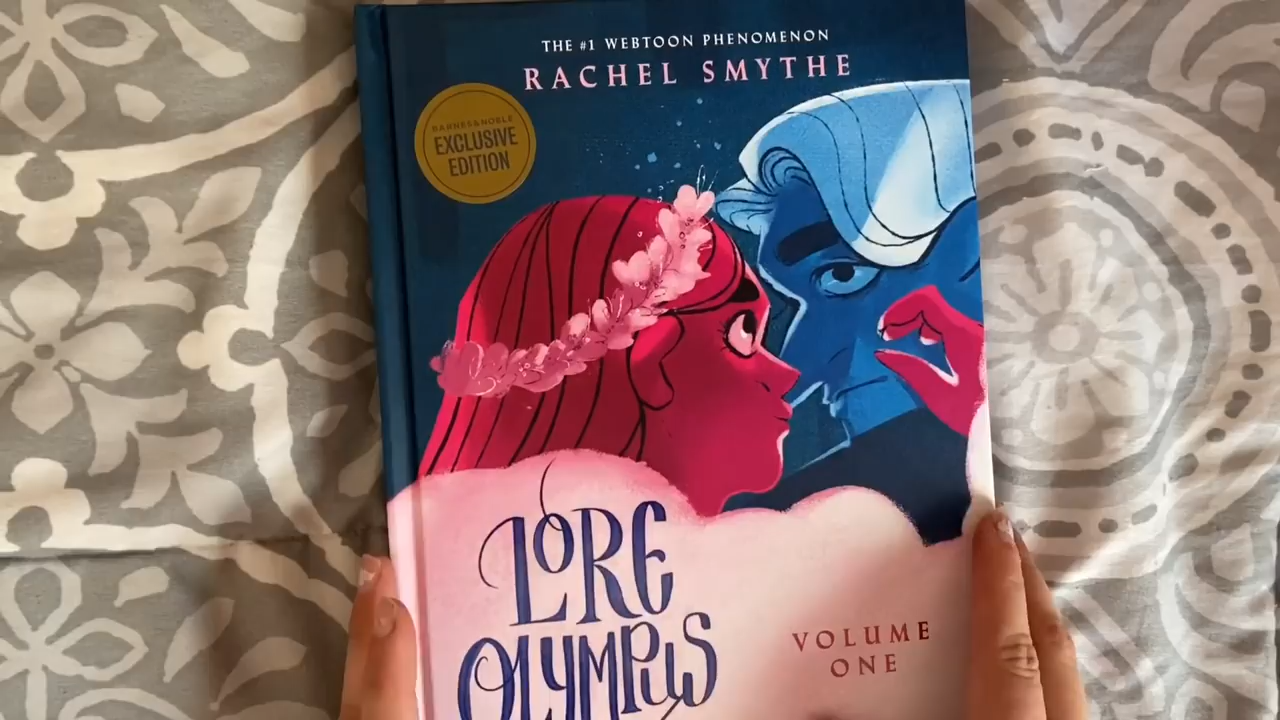 THE #1 WEBTOON PHENOMENON
RACHEL SMYTHE
BARNES & NOBLE
EXCLUSIVE
EDITION
LORE
OLYMPUS
VOLUME
ONE